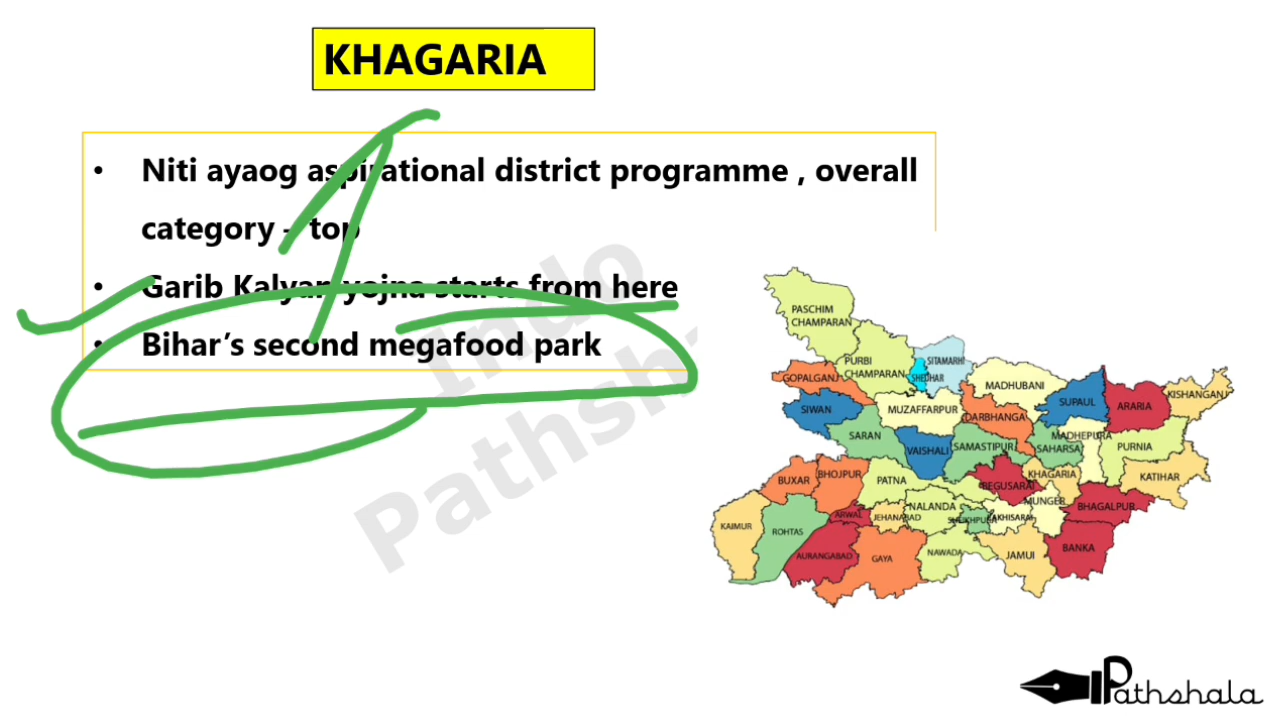 KHAGARIA
• Niti ayaog aspirational district programme , overall
category – top
• Garib Kalyan yojna starts from here
• Bihar’s second megafood park
Indo
Pathsha
PASCHIM
CHAMPARAN
PURBI
CHAMPARAN
SITAMARHI
SHEOHAR
GOPALGANJ
MADHUBANI
SIWAN
MUZAFFARPUR
DARBHANGA
SUPAUL
ARARIA
KISHANGANJ
SARAN
VAISHALI
SAMASTIPUR
MADHEPURA
SAHARSA
PURNIA
BUXAR
BHOJPUR
PATNA
BEGUSARAI
KHAGARIA
KATIHAR
MUNGER
BHAGALPUR
KAIMUR
ROHTAS
ARWAL
JEHANABAD
NALANDA
SHEIKHPURA
LAKHISARAI
AURANGABAD
GAYA
NAWADA
JAMUI
BANKA
Pathshala